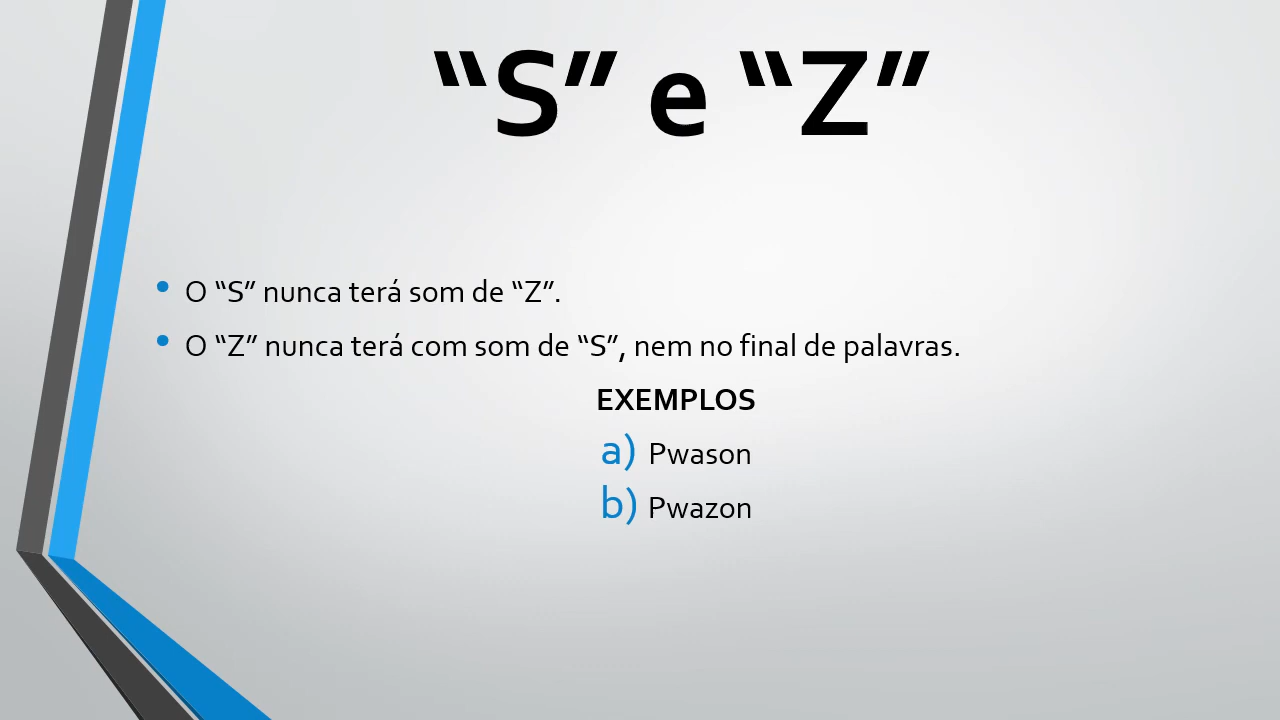 “S” e “Z”
• O “S” nunca terá som de “Z”.
• O “Z” nunca terá com som de “S”, nem no final de palavras.
EXEMPLOS
a) Pwason
b) Pwazon